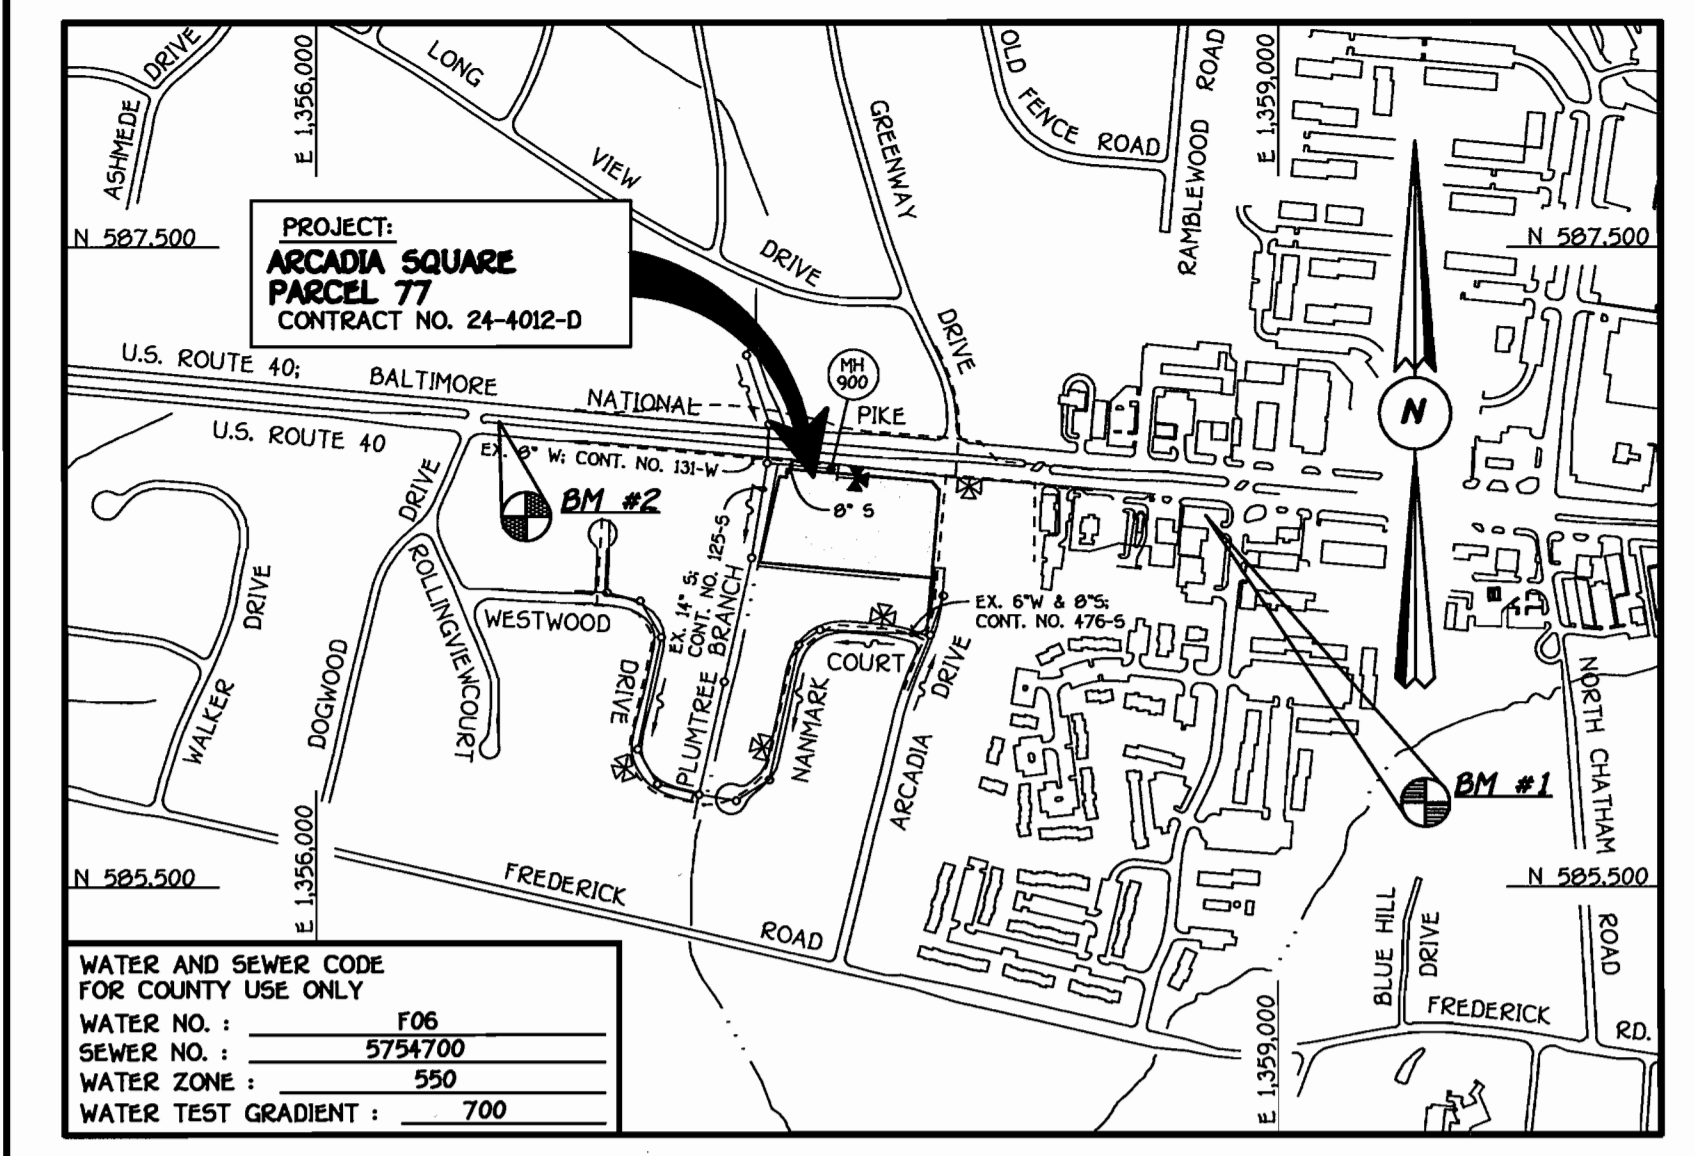 ASHMEDE
DRIVE
E 1,356,000
LONG
VIEW
DRIVE
GREENWAY
DRIVE
OLD
FENCE
ROAD
RAMBLEWOOD ROAD
E 1,359,000
N 587.500
N 587.500
PROJECT:
ARCADIA SQUARE
PARCEL 77
CONTRACT NO. 24-4012-D
U.S. ROUTE 40;
BALTIMORE
NATIONAL
PIKE
MH
900
U.S. ROUTE 40
EX. 8" W; CONT. NO. 131-W
BM #2
8" S
N
DRIVE
DOGWOOD
ROLLINGVIEW COURT
WALKER
DRIVE
WESTWOOD
DRIVE
EX. 14" S;
CONT. NO. 125-S
PLUMTREE BRANCH
EX. 6"W & 8"S;
CONT. NO. 476-S
COURT
NANMARK
ARCADIA
DRIVE
BM #1
NORTH CHATHAM
ROAD
N 585.500
E 1,356,000
FREDERICK
ROAD
N 585.500
BLUE HILL
DRIVE
FREDERICK
RD.
E 1,359,000
WATER AND SEWER CODE
FOR COUNTY USE ONLY
WATER NO. : F06
SEWER NO. : 5754700
WATER ZONE : 550
WATER TEST GRADIENT : 700